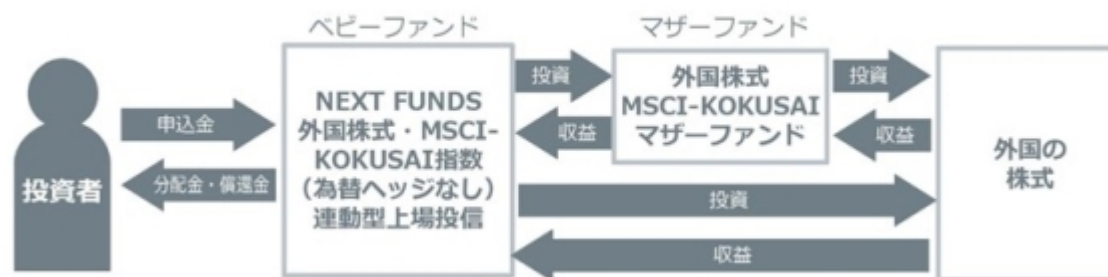 ベビーファンド
マザーファンド
投資者
申込金
分配金・償還金
NEXT FUNDS
外国株式・MSCI-
KOKUSAI指数
（為替ヘッジなし）
連動型上場投信
投資
収益
外国株式
MSCI-KOKUSAI
マザーファンド
投資
収益
投資
収益
外国の
株式